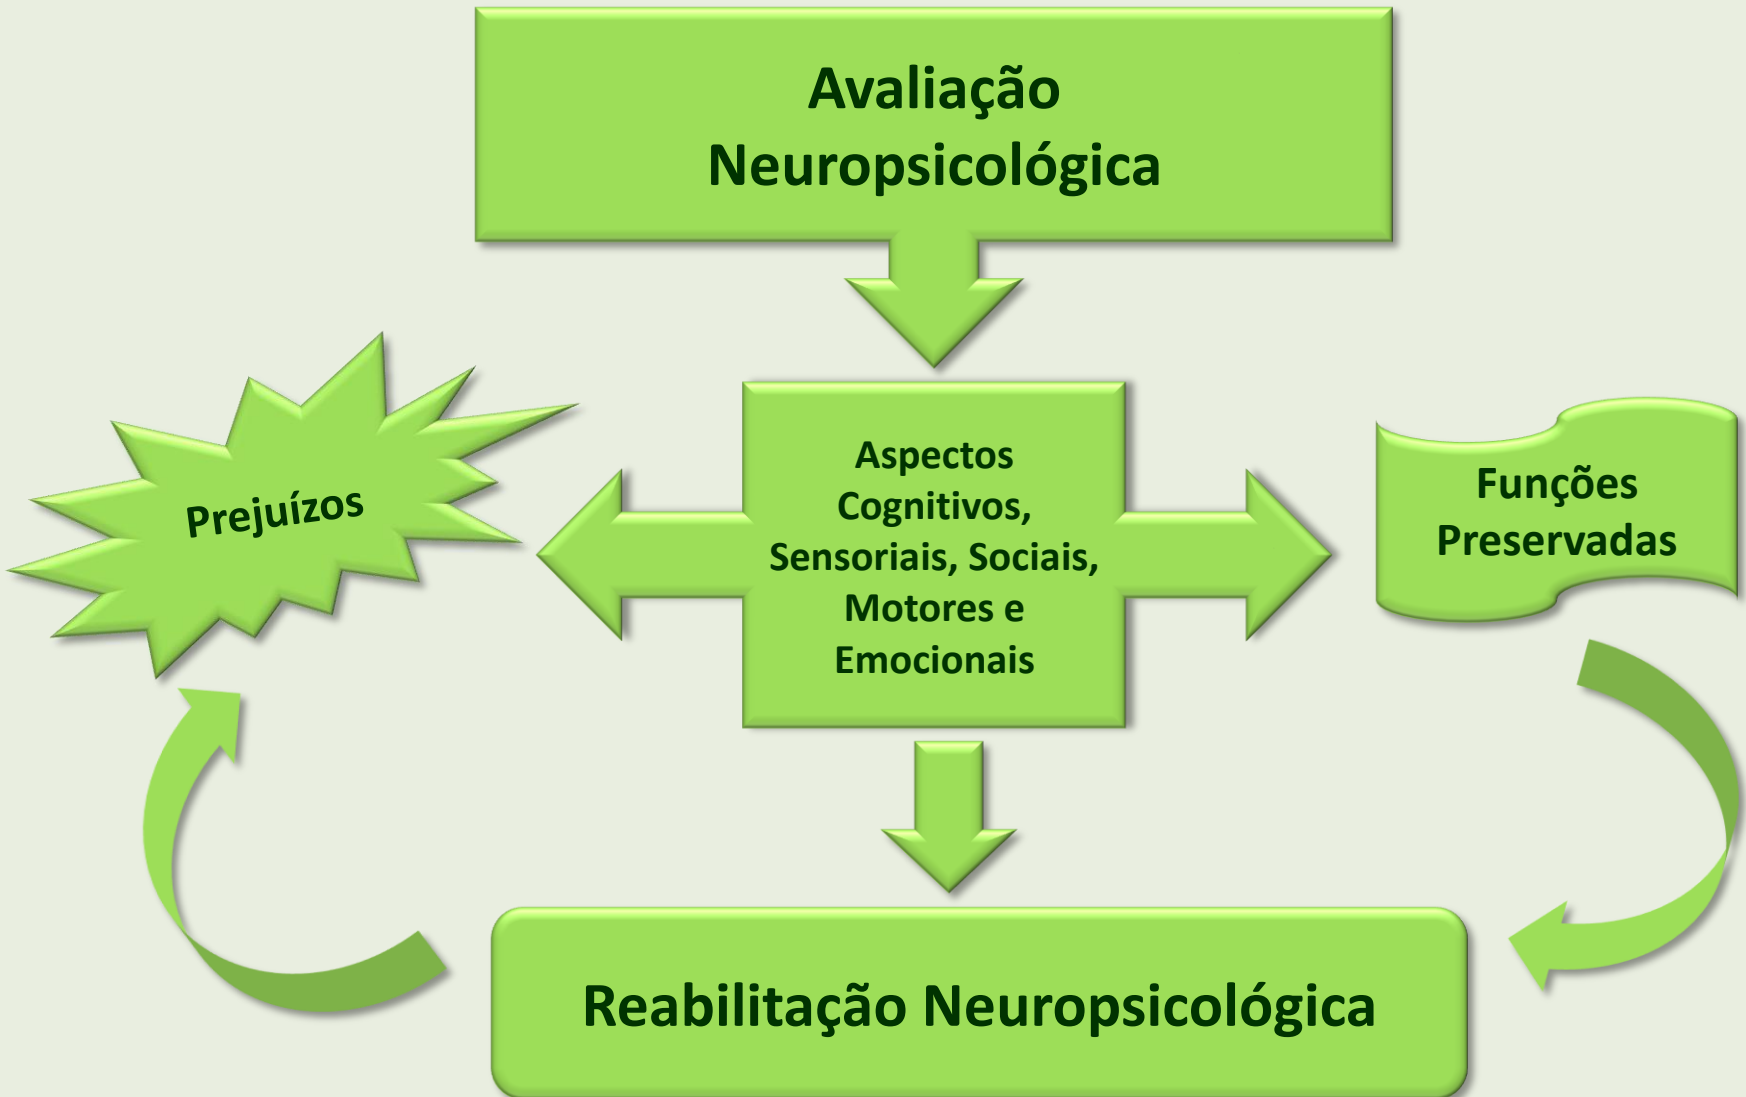 Avaliação
Neuropsicológica
Prejuízos
Aspectos
Cognitivos,
Sensoriais, Sociais,
Motores e
Emocionais
Funções
Preservadas
Reabilitação Neuropsicológica